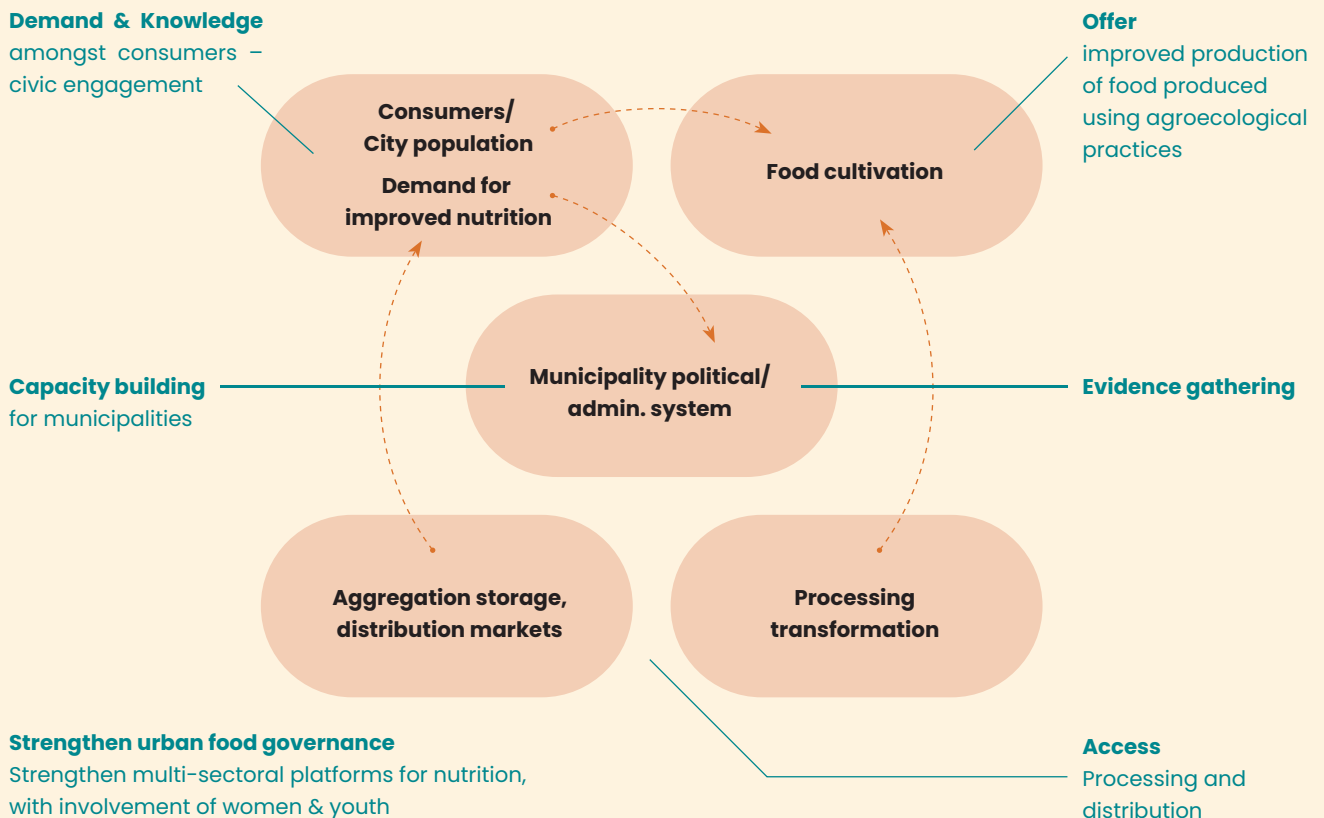 Demand & Knowledge
amongst consumers –
civic engagement
Offer
improved production
of food produced
using agroecological
practices
Consumers/
City population
Demand for
improved nutrition
Food cultivation
Municipality political/
admin. system
Capacity building
for municipalities
Evidence gathering
Aggregation storage,
distribution markets
Processing
transformation
Strengthen urban food governance
Strengthen multi-sectoral platforms for nutrition,
with involvement of women & youth
Access
Processing and
distribution